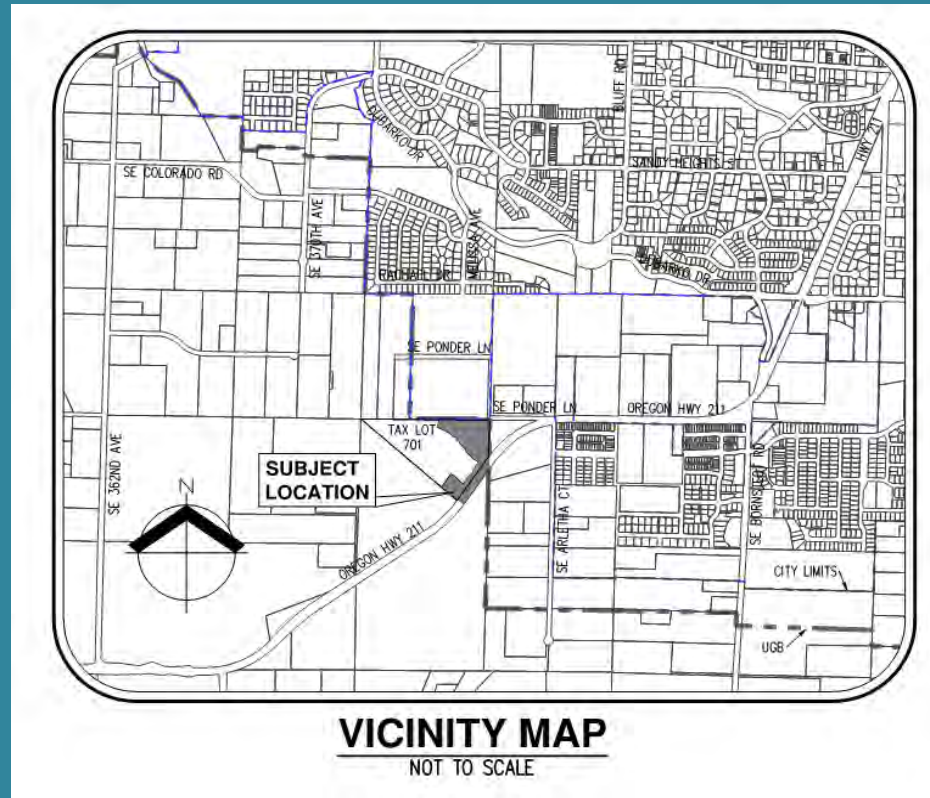 BLUFF RD
HWY 211
DUBARKO DR
SANDY HEIGHTS ST
SE COLORADO RD
SE 370TH AVE
MELISSA AVE
RACHAEL DR
DUBARKO DR
SE PONDER LN
SE PONDER LN
OREGON HWY 211
TAX LOT
701
SE 362ND AVE
SUBJECT
LOCATION
SE ARLETHA CT
SE BORNSTEDT RD
N
OREGON HWY 211
CITY LIMITS
UGB
VICINITY MAP
NOT TO SCALE